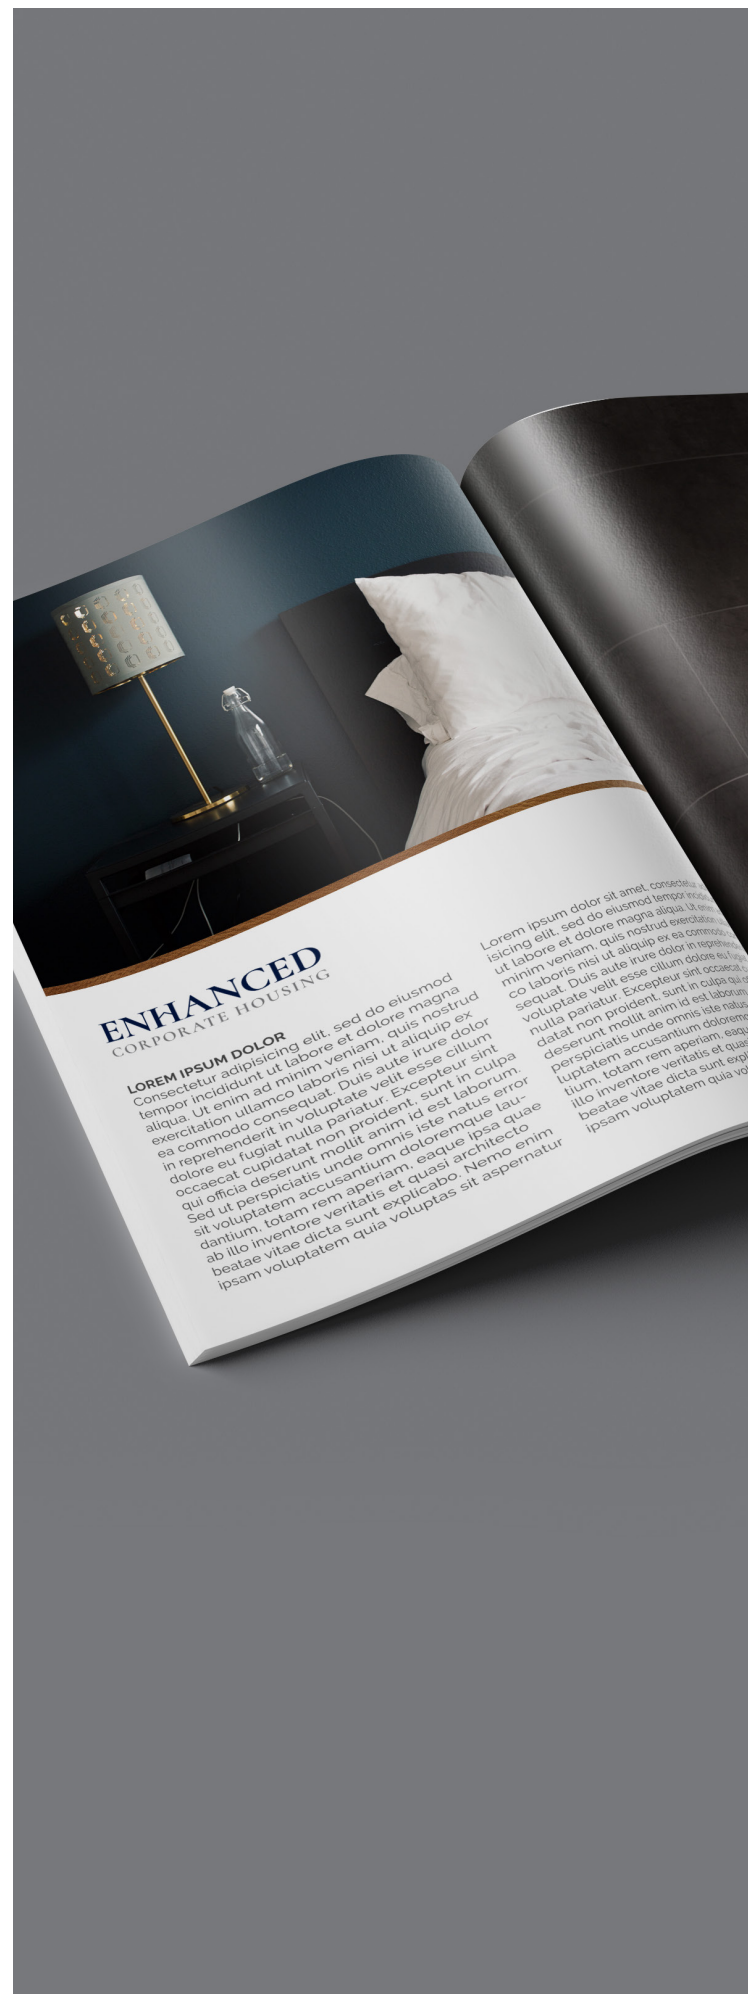 ENHANCED
CORPORATE HOUSING
LOREM IPSUM DOLOR
Consectetur adipisicing elit, sed do eiusmod
tempor incididunt ut labore et dolore magna
aliqua. Ut enim ad minim veniam, quis nostrud
exercitation ullamco laboris nisi ut aliquip ex
ea commodo consequat. Duis aute irure dolor
in reprehenderit in voluptate velit esse cillum
dolore eu fugiat nulla pariatur. Excepteur sint
occaecat cupidatat non proident, sunt in culpa
qui officia deserunt mollit anim id est laborum.
Sed ut perspiciatis unde omnis iste natus error
sit voluptatem accusantium doloremque lau-
dantium, totam rem aperiam, eaque ipsa quae
ab illo inventore veritatis et quasi architecto
beatae vitae dicta sunt explicabo. Nemo enim
ipsam voluptatem quia voluptas sit aspernatur
Lorem ipsum dolor sit amet, consectetur
isicing elit, sed do eiusmod tempor
ut labore et dolore magna aliqua. Ut enim
minim veniam, quis nostrud exercitation
co laboris nisi ut aliquip ex ea commodo
sequat. Duis aute irure dolor in
voluptate velit esse cillum dolore eu
nulla pariatur. Excepteur sint
datat non proident, sunt in culpa qui
deserunt mollit anim id est
perspiciatis unde omnis iste natus
luptatem accusantium
tium, totam rem aperiam,
illo inventore veritatis et
beatae vitae dicta sunt
ipsam voluptatem quia